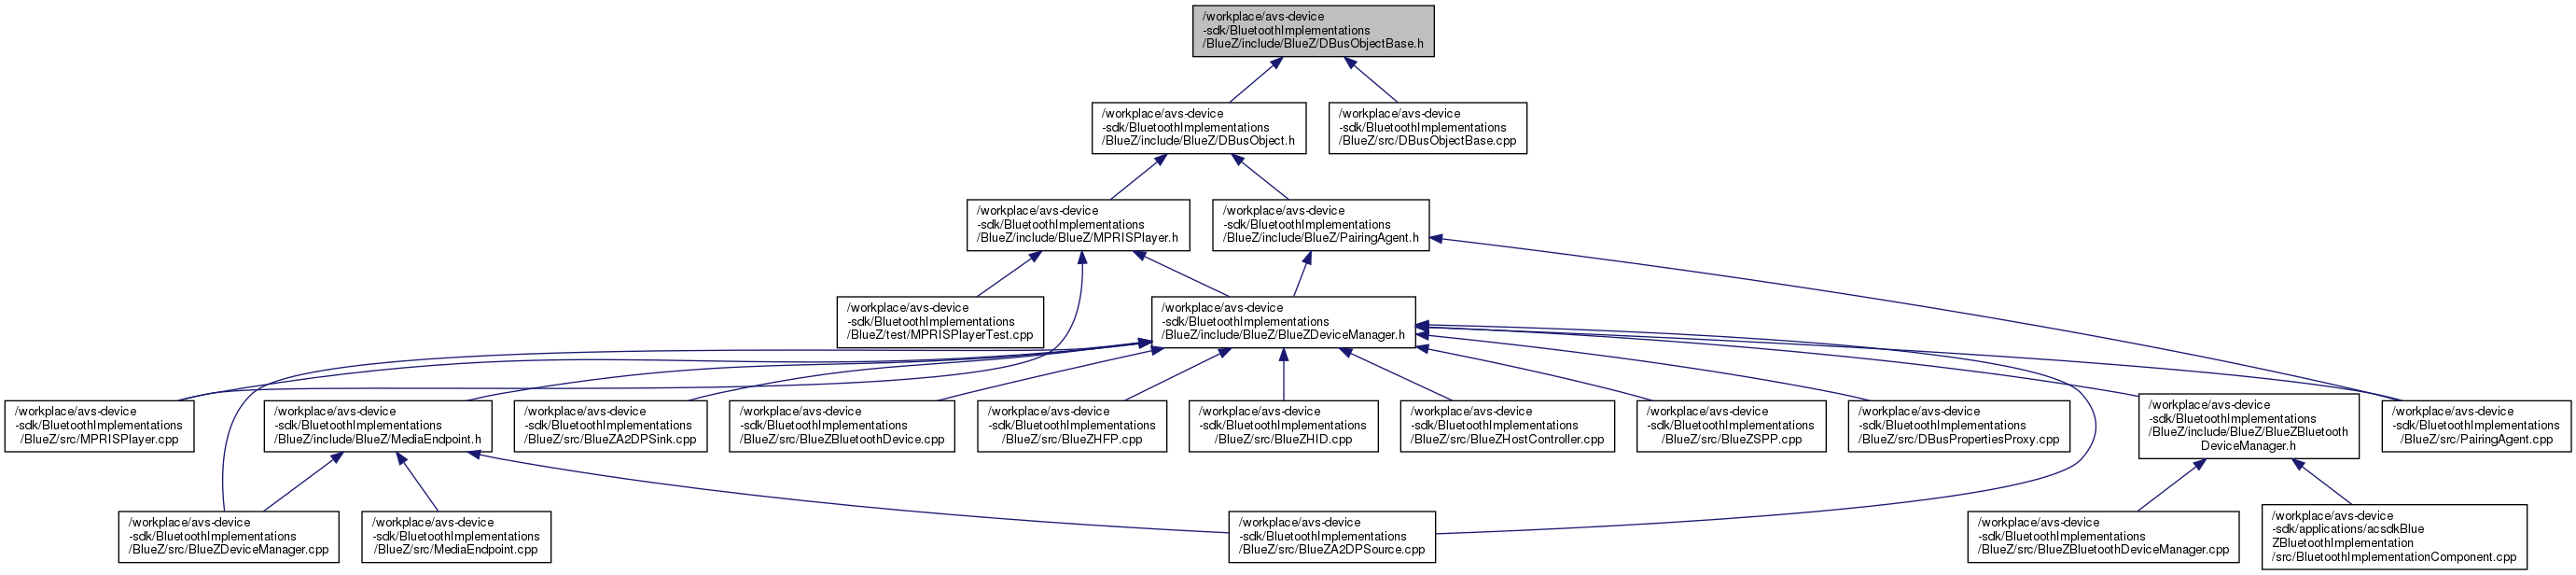 /workplace/avs-device
-sdk/BluetoothImplementations
/BlueZ/include/BlueZ/DBusObjectBase.h
/workplace/avs-device
-sdk/BluetoothImplementations
/BlueZ/include/BlueZ/DBusObject.h
/workplace/avs-device
-sdk/BluetoothImplementations
/BlueZ/src/DBusObjectBase.cpp
/workplace/avs-device
-sdk/BluetoothImplementations
/BlueZ/include/BlueZ/MPRISPlayer.h
/workplace/avs-device
-sdk/BluetoothImplementations
/BlueZ/include/BlueZ/PairingAgent.h
/workplace/avs-device
-sdk/BluetoothImplementations
/BlueZ/test/MPRISPlayerTest.cpp
/workplace/avs-device
-sdk/BluetoothImplementations
/BlueZ/include/BlueZ/BlueZDeviceManager.h
/workplace/avs-device
-sdk/BluetoothImplementations
/BlueZ/src/MPRISPlayer.cpp
/workplace/avs-device
-sdk/BluetoothImplementations
/BlueZ/include/BlueZ/MediaEndpoint.h
/workplace/avs-device
-sdk/BluetoothImplementations
/BlueZ/src/BlueZA2DPSink.cpp
/workplace/avs-device
-sdk/BluetoothImplementations
/BlueZ/src/BlueZBluetoothDevice.cpp
/workplace/avs-device
-sdk/BluetoothImplementations
/BlueZ/src/BlueZHFP.cpp
/workplace/avs-device
-sdk/BluetoothImplementations
/BlueZ/src/BlueZHID.cpp
/workplace/avs-device
-sdk/BluetoothImplementations
/BlueZ/src/BlueZHostController.cpp
/workplace/avs-device
-sdk/BluetoothImplementations
/BlueZ/src/BlueZSPP.cpp
/workplace/avs-device
-sdk/BluetoothImplementations
/BlueZ/src/DBusPropertiesProxy.cpp
/workplace/avs-device
-sdk/BluetoothImplementations
/BlueZ/include/BlueZ/BlueZBluetooth
DeviceManager.h
/workplace/avs-device
-sdk/BluetoothImplementations
/BlueZ/src/PairingAgent.cpp
/workplace/avs-device
-sdk/BluetoothImplementations
/BlueZ/src/BlueZDeviceManager.cpp
/workplace/avs-device
-sdk/BluetoothImplementations
/BlueZ/src/MediaEndpoint.cpp
/workplace/avs-device
-sdk/BluetoothImplementations
/BlueZ/src/BlueZA2DPSource.cpp
/workplace/avs-device
-sdk/BluetoothImplementations
/BlueZ/src/BlueZBluetoothDeviceManager.cpp
/workplace/avs-device
-sdk/applications/acsdkBlue
ZBluetoothImplementation
/src/BluetoothImplementationComponent.cpp